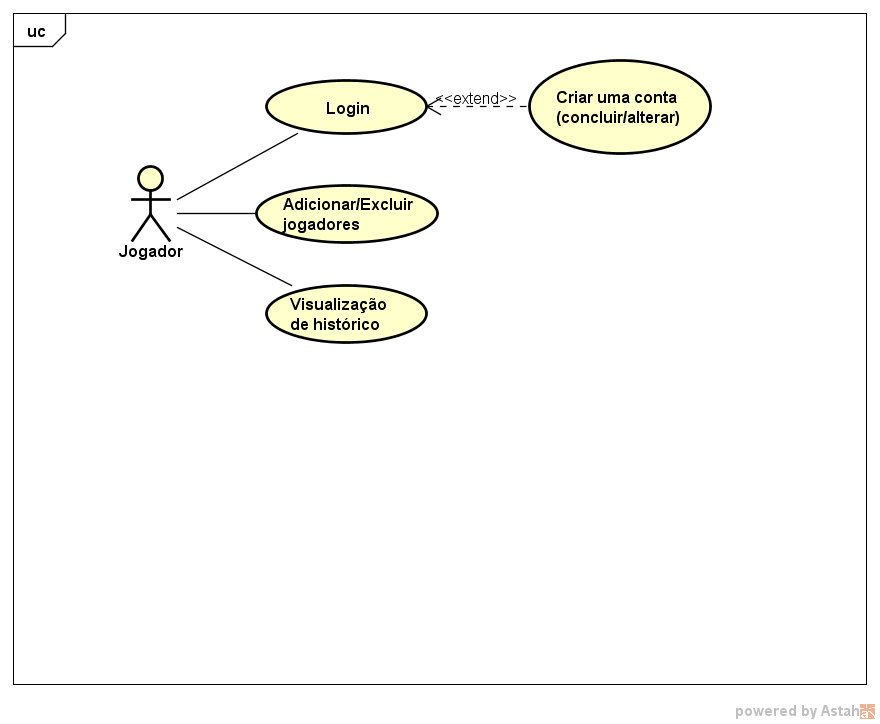 uc
Login
<<extend>>
Criar uma conta
(concluir/alterar)
Adicionar/Excluir
jogadores
Jogador
Visualização
de histórico
powered by Astah